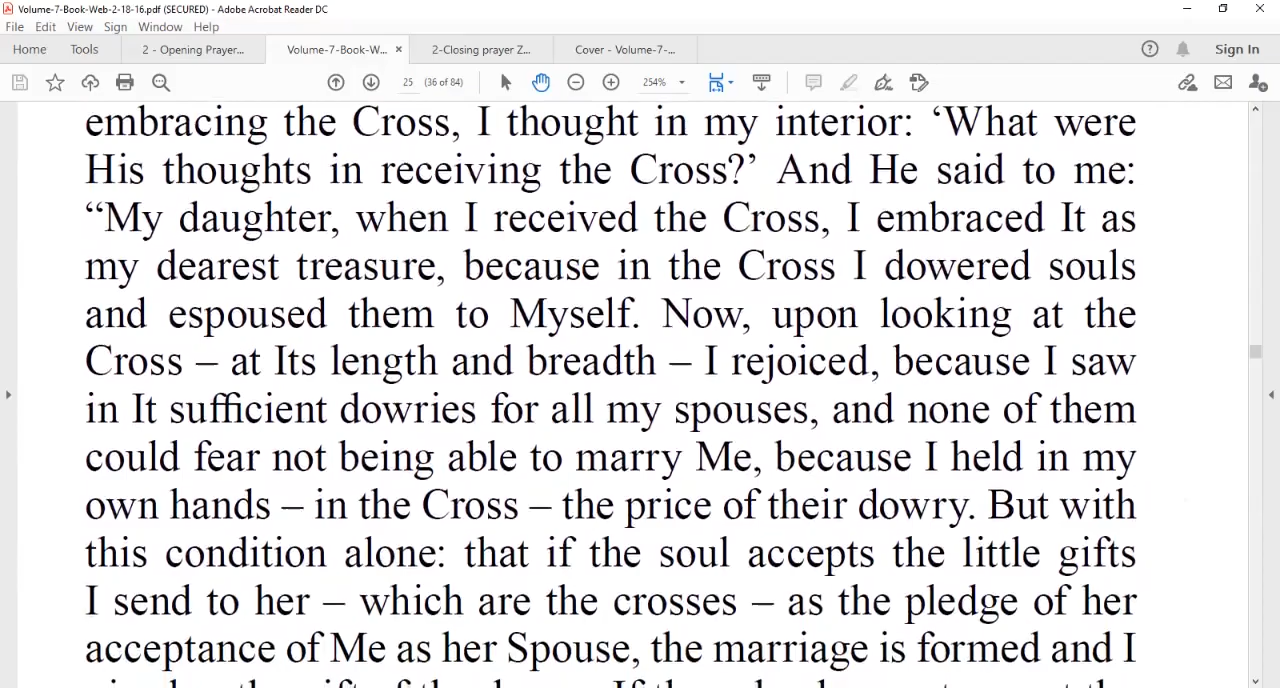 Volume-7-Book-Web-2-18-16.pdf (SECURED) - Adobe Acrobat Reader DC
File Edit View Sign Window Help
Home Tools 2 - Opening Prayer... Volume-7-Book-W... × 2-Closing prayer Z... Cover - Volume-7-... Sign In
25 (36 of 84) 254%
embracing the Cross, I thought in my interior: ‘What were
His thoughts in receiving the Cross?’ And He said to me:
“My daughter, when I received the Cross, I embraced It as
my dearest treasure, because in the Cross I dowered souls
and espoused them to Myself. Now, upon looking at the
Cross – at Its length and breadth – I rejoiced, because I saw
in It sufficient dowries for all my spouses, and none of them
could fear not being able to marry Me, because I held in my
own hands – in the Cross – the price of their dowry. But with
this condition alone: that if the soul accepts the little gifts
I send to her – which are the crosses – as the pledge of her
acceptance of Me as her Spouse, the marriage is formed and I